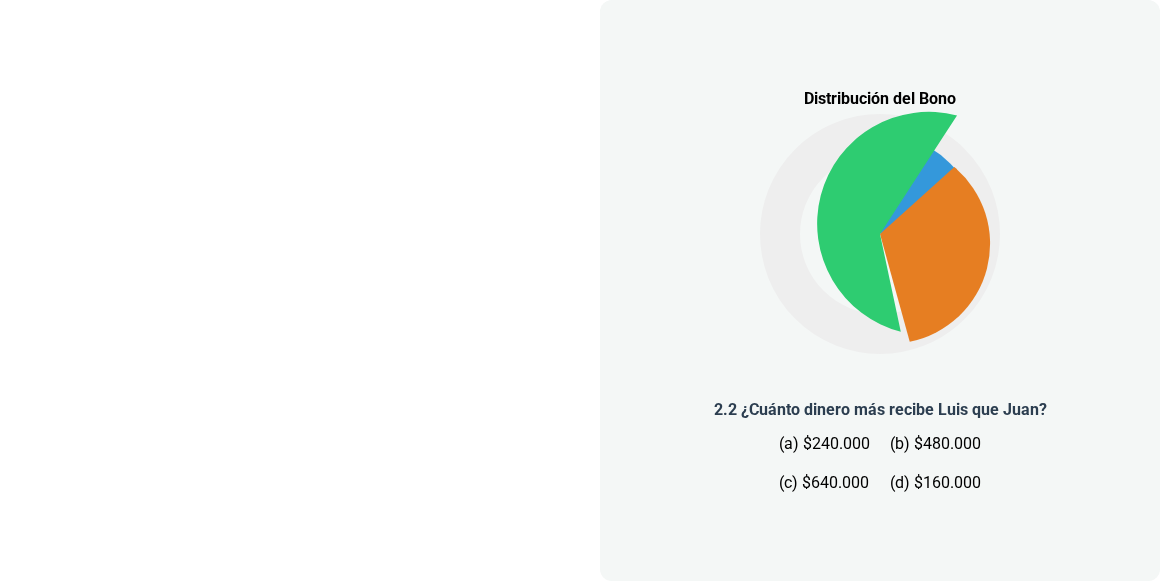 Distribución del Bono
2.2 ¿Cuánto dinero más recibe Luis que Juan?
(a) $240.000 (b) $480.000
(c) $640.000 (d) $160.000